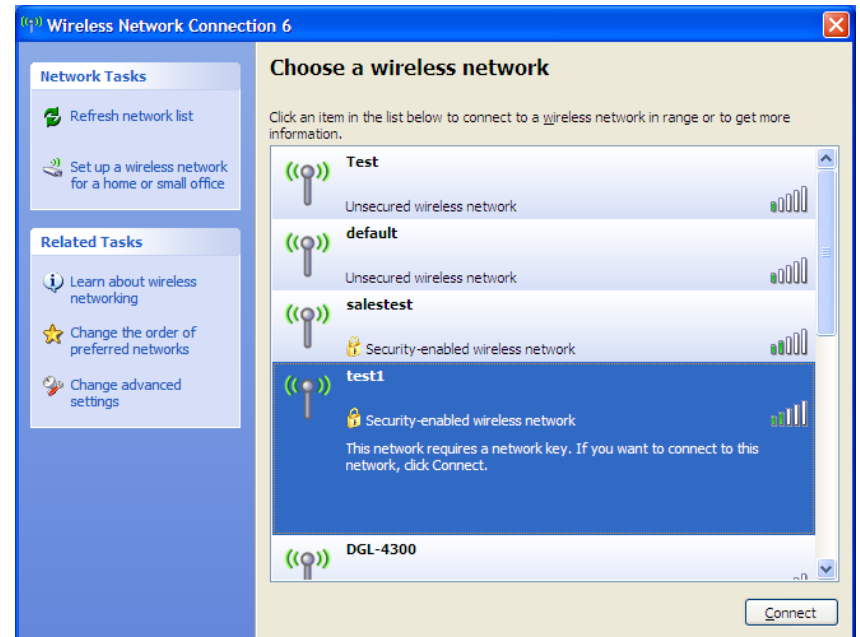 Wireless Network Connection 6
Network Tasks
Refresh network list
Set up a wireless network
for a home or small office
Related Tasks
Learn about wireless
networking
Change the order of
preferred networks
Change advanced
settings
Choose a wireless network
Click an item in the list below to connect to a wireless network in range or to get more
information.
Test
Unsecured wireless network
default
Unsecured wireless network
salestest
Security-enabled wireless network
test1
Security-enabled wireless network
This network requires a network key. If you want to connect to this
network, click Connect.
DGL-4300
Connect